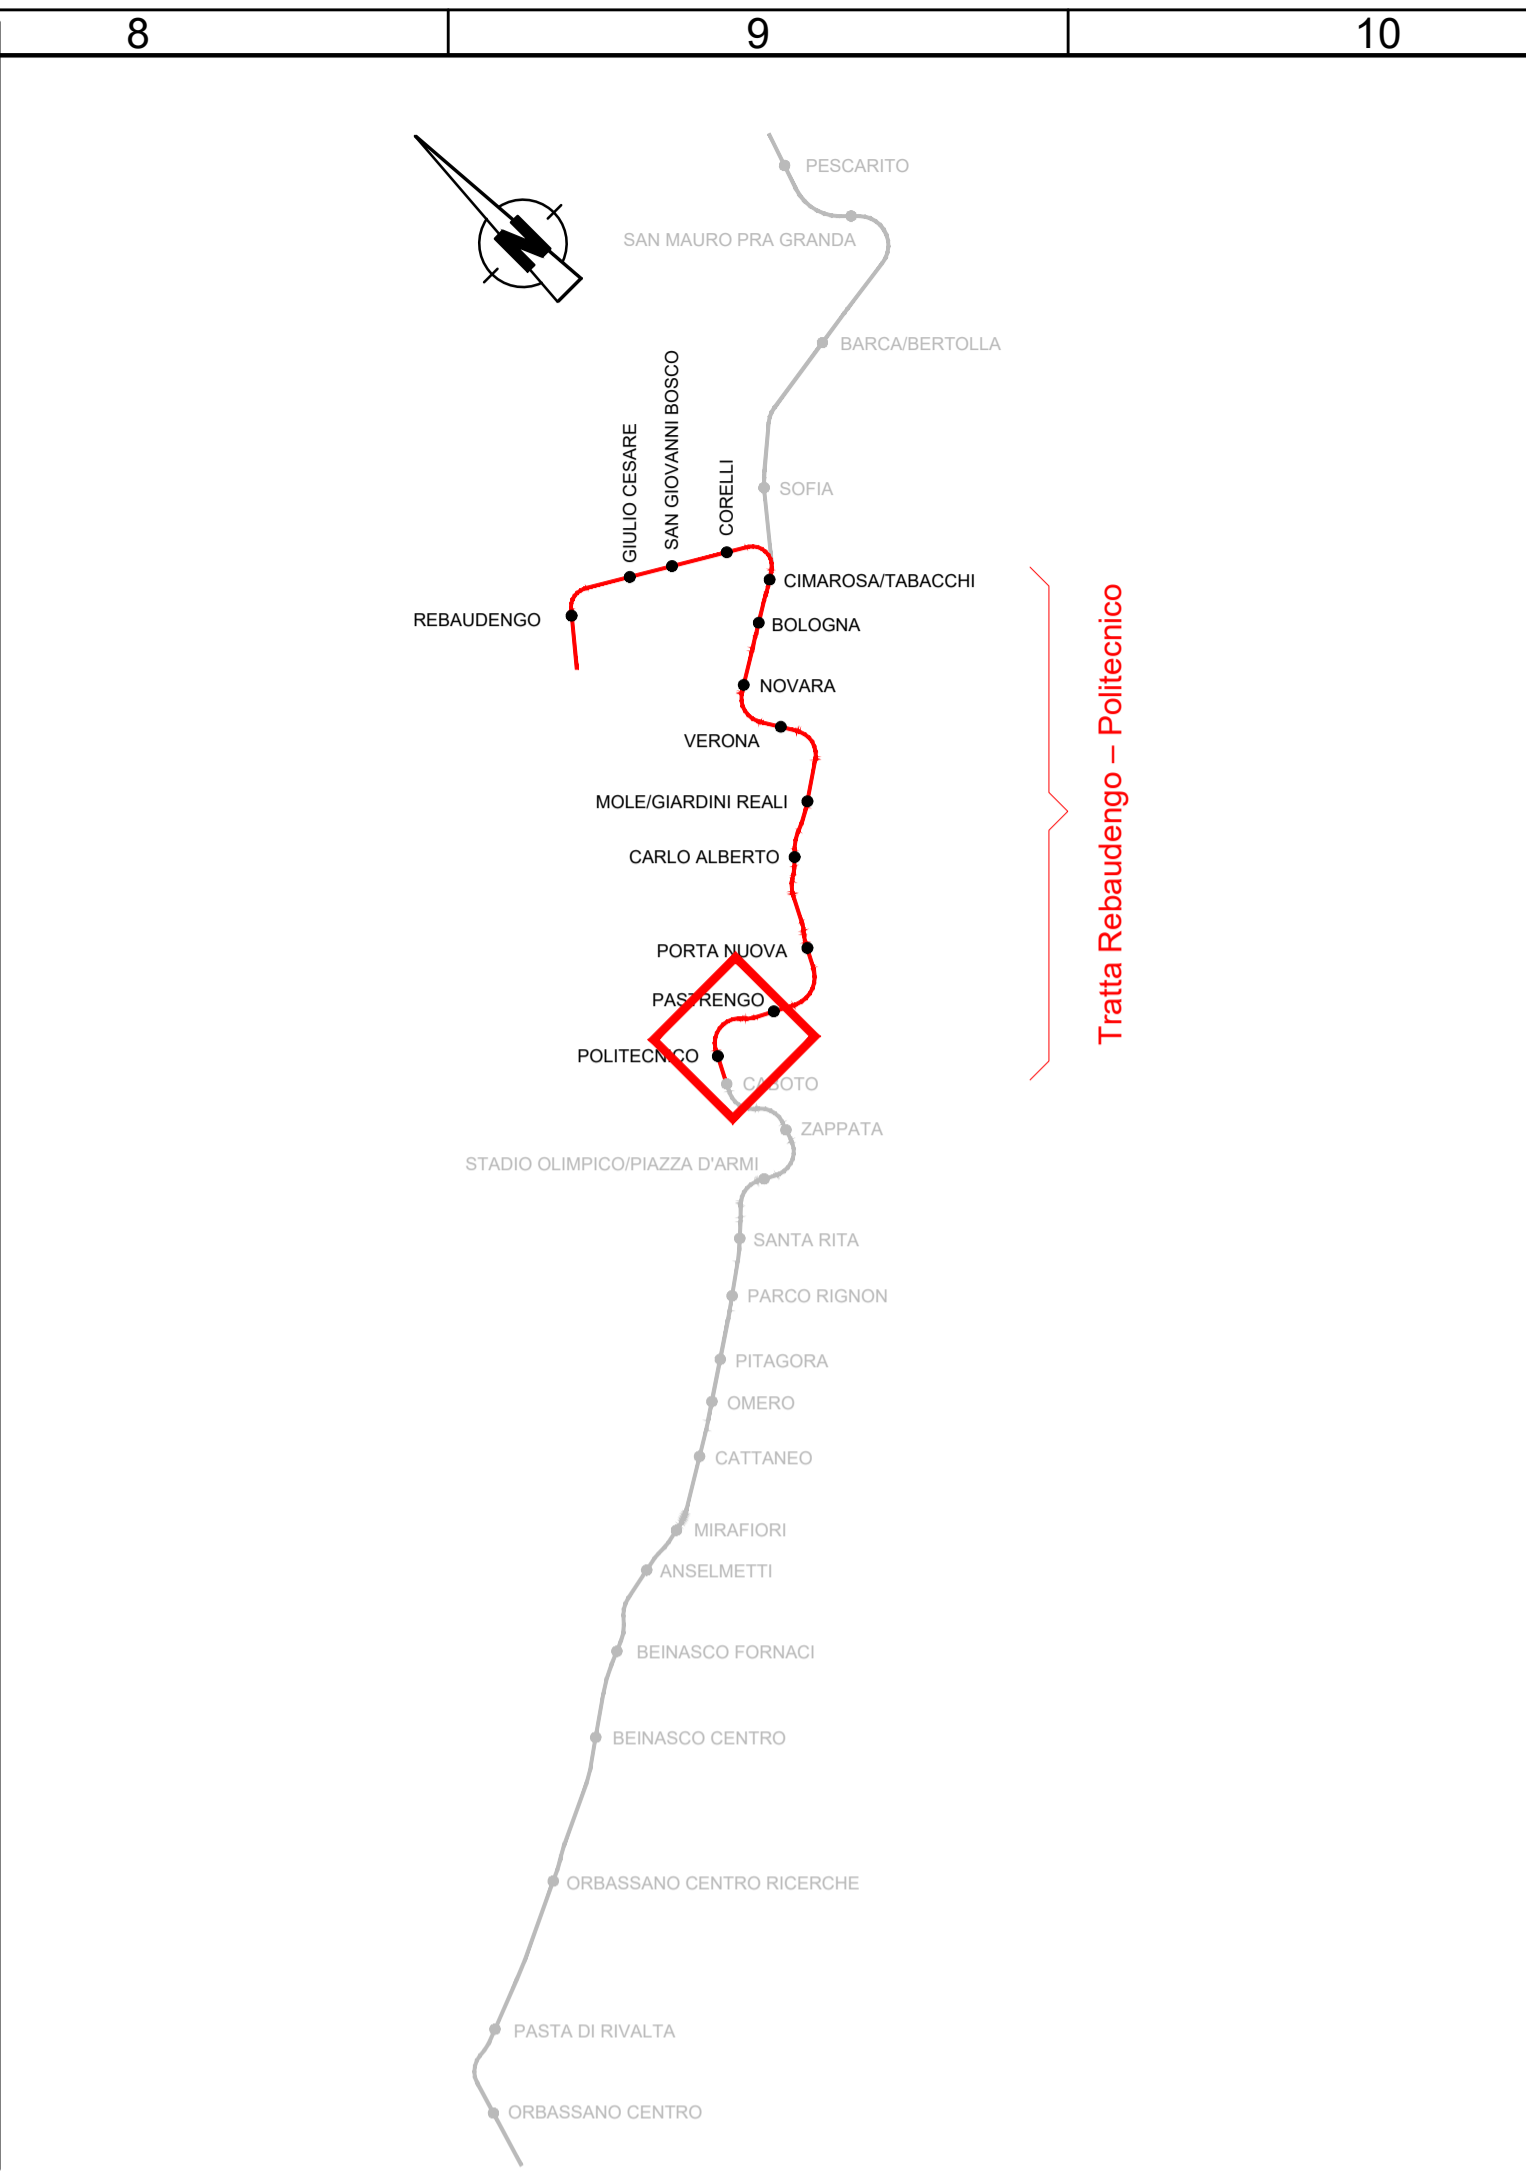 8
9
10
N
PESCARITO
SAN MAURO PRA GRANDA
BARCA/BERTOLLA
SOFIA
GIULIO CESARE
SAN GIOVANNI BOSCO
CORELLI
CIMAROSA/TABACCHI
REBAUDENGO
BOLOGNA
NOVARA
VERONA
MOLE/GIARDINI REALI
CARLO ALBERTO
PORTA NUOVA
PASTRENGO
POLITECNICO
CABOTO
Tratta Rebaudengo – Politecnico
ZAPPATA
STADIO OLIMPICO/PIAZZA D'ARMI
SANTA RITA
PARCO RIGNON
PITAGORA
OMERO
CATTANEO
MIRAFIORI
ANSELMETTI
BEINASCO FORNACI
BEINASCO CENTRO
ORBASSANO CENTRO RICERCHE
PASTA DI RIVALTA
ORBASSANO CENTRO